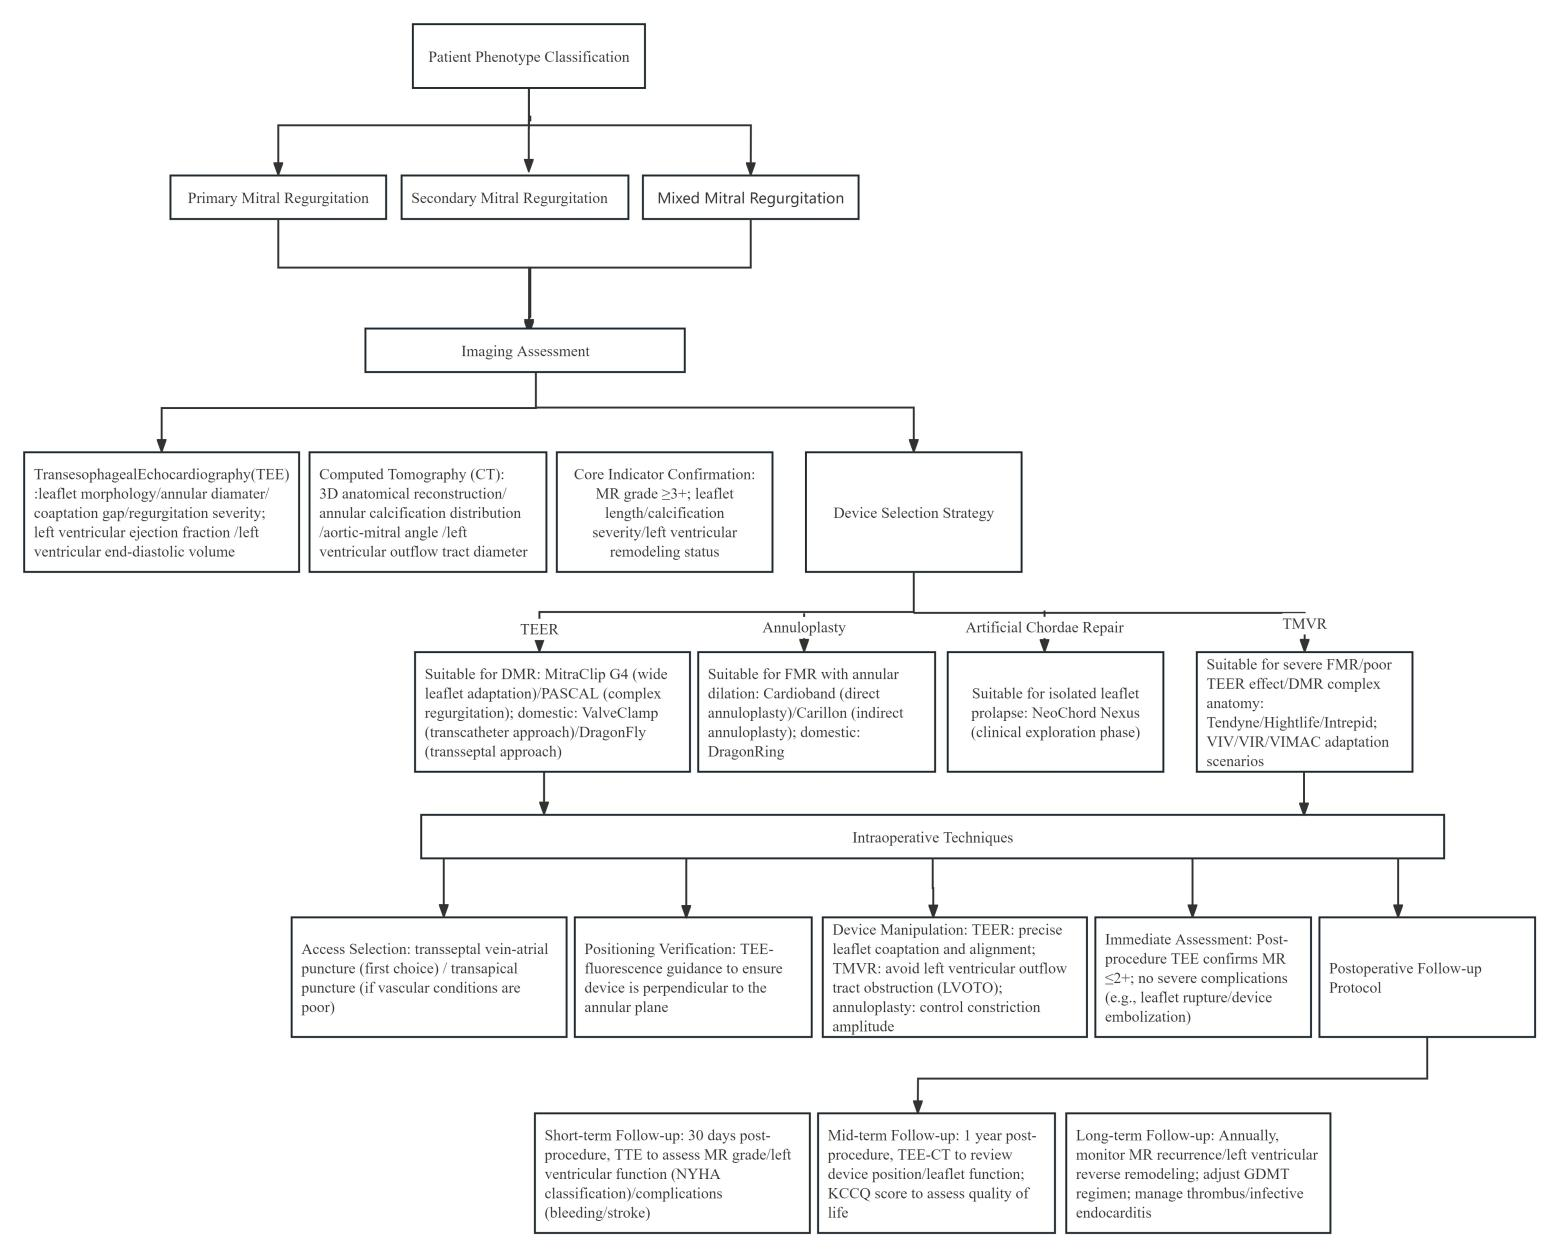 Patient Phenotype Classification
Primary Mitral Regurgitation
Secondary Mitral Regurgitation
Mixed Mitral Regurgitation
Imaging Assessment
TransesophagealEchocardiography(TEE)
:leaflet morphology/annular diamater/
coaptation gap/regurgitation severity;
left ventricular ejection fraction /left
ventricular end-diastolic volume
Computed Tomography (CT):
3D anatomical reconstruction/
annular calcification distribution
/aortic-mitral angle /left
ventricular outflow tract diameter
Core Indicator Confirmation:
MR grade ≥3+; leaflet
length/calcification
severity/left ventricular
remodeling status
Device Selection Strategy
TEER
Annuloplasty
Artificial Chordae Repair
TMVR
Suitable for DMR: MitraClip G4 (wide
leaflet adaptation)/PASCAL (complex
regurgitation); domestic: ValveClamp
(transcatheter approach)/DragonFly
(transseptal approach)
Suitable for FMR with annular
dilation: Cardioband (direct
annuloplasty)/Carillon (indirect
annuloplasty); domestic:
DragonRing
Suitable for isolated leaflet
prolapse: NeoChord Nexus
(clinical exploration phase)
Suitable for severe FMR/poor
TEER effect/DMR complex
anatomy:
Tendyne/Hightlife/Intrepid;
VIV/VIR/VIMAC adaptation
scenarios
Intraoperative Techniques
Access Selection: transseptal vein-atrial
puncture (first choice) / transapical
puncture (if vascular conditions are
poor)
Positioning Verification: TEE-
fluorescence guidance to ensure
device is perpendicular to the
annular plane
Device Manipulation: TEER: precise
leaflet coaptation and alignment;
TMVR: avoid left ventricular outflow
tract obstruction (LVOTO);
annuloplasty: control constriction
amplitude
Immediate Assessment: Post-
procedure TEE confirms MR
≤2+; no severe complications
(e.g., leaflet rupture/device
embolization)
Postoperative Follow-up
Protocol
Short-term Follow-up: 30 days post-
procedure, TTE to assess MR grade/left
ventricular function (NYHA
classification)/complications
(bleeding/stroke)
Mid-term Follow-up: 1 year post-
procedure, TEE-CT to review
device position/leaflet function;
KCCQ score to assess quality of
life
Long-term Follow-up: Annually,
monitor MR recurrence/left ventricular
reverse remodeling; adjust GDMT
regimen; manage thrombus/infective
endocarditis